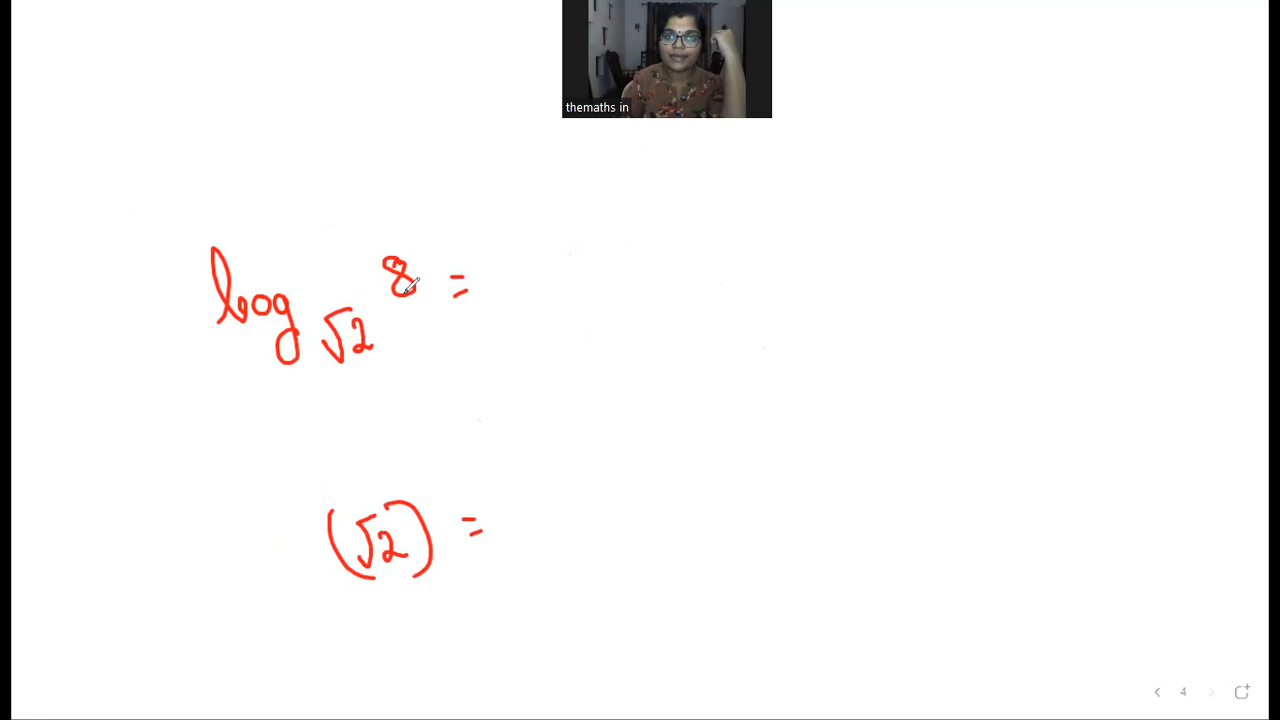 themaths in
log √2 8 =
(√2) =
4